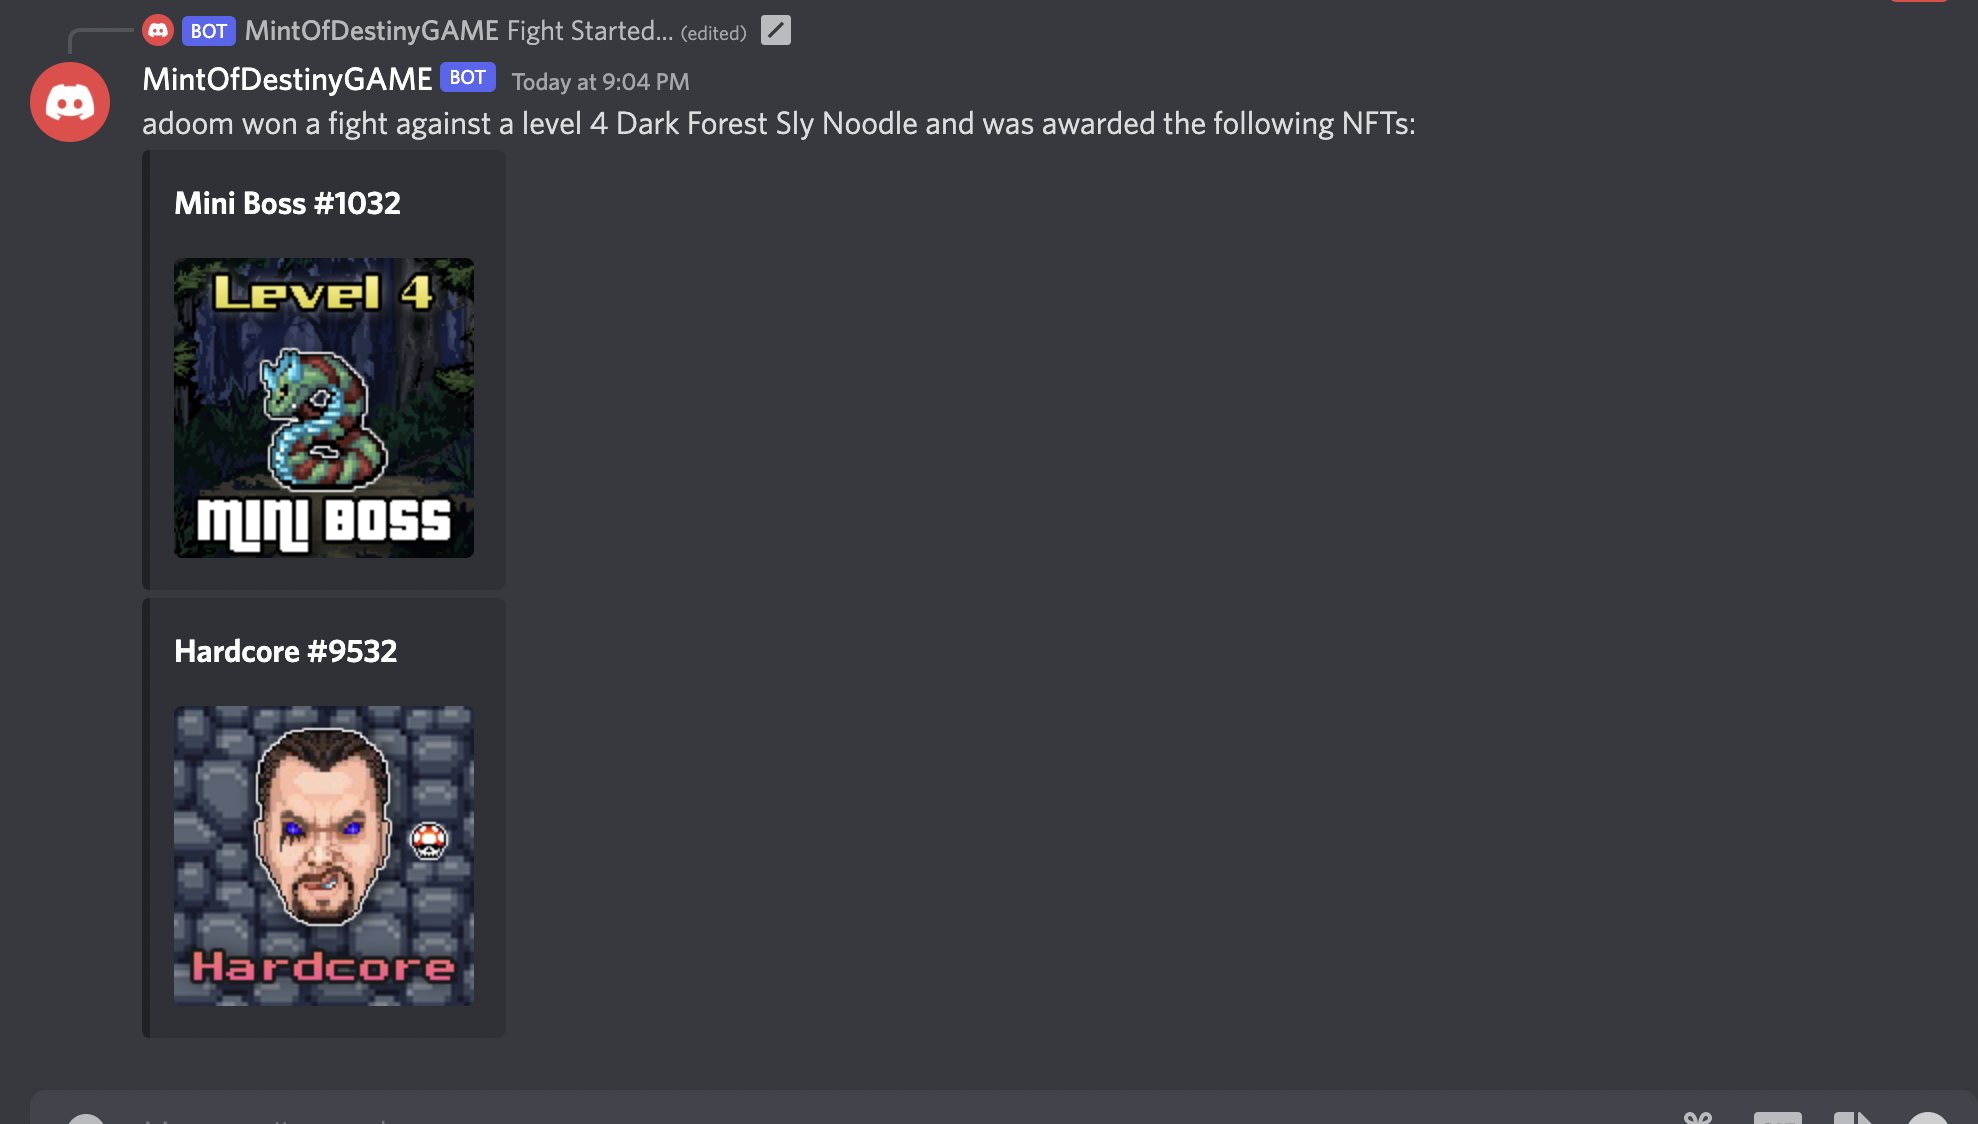 BOT MintOfDestinyGAME Fight Started... (edited)
MintOfDestinyGAME BOT Today at 9:04 PM
adoom won a fight against a level 4 Dark Forest Sly Noodle and was awarded the following NFTs:
Mini Boss #1032
Level 4
MINI BOSS
Hardcore #9532
Hardcore